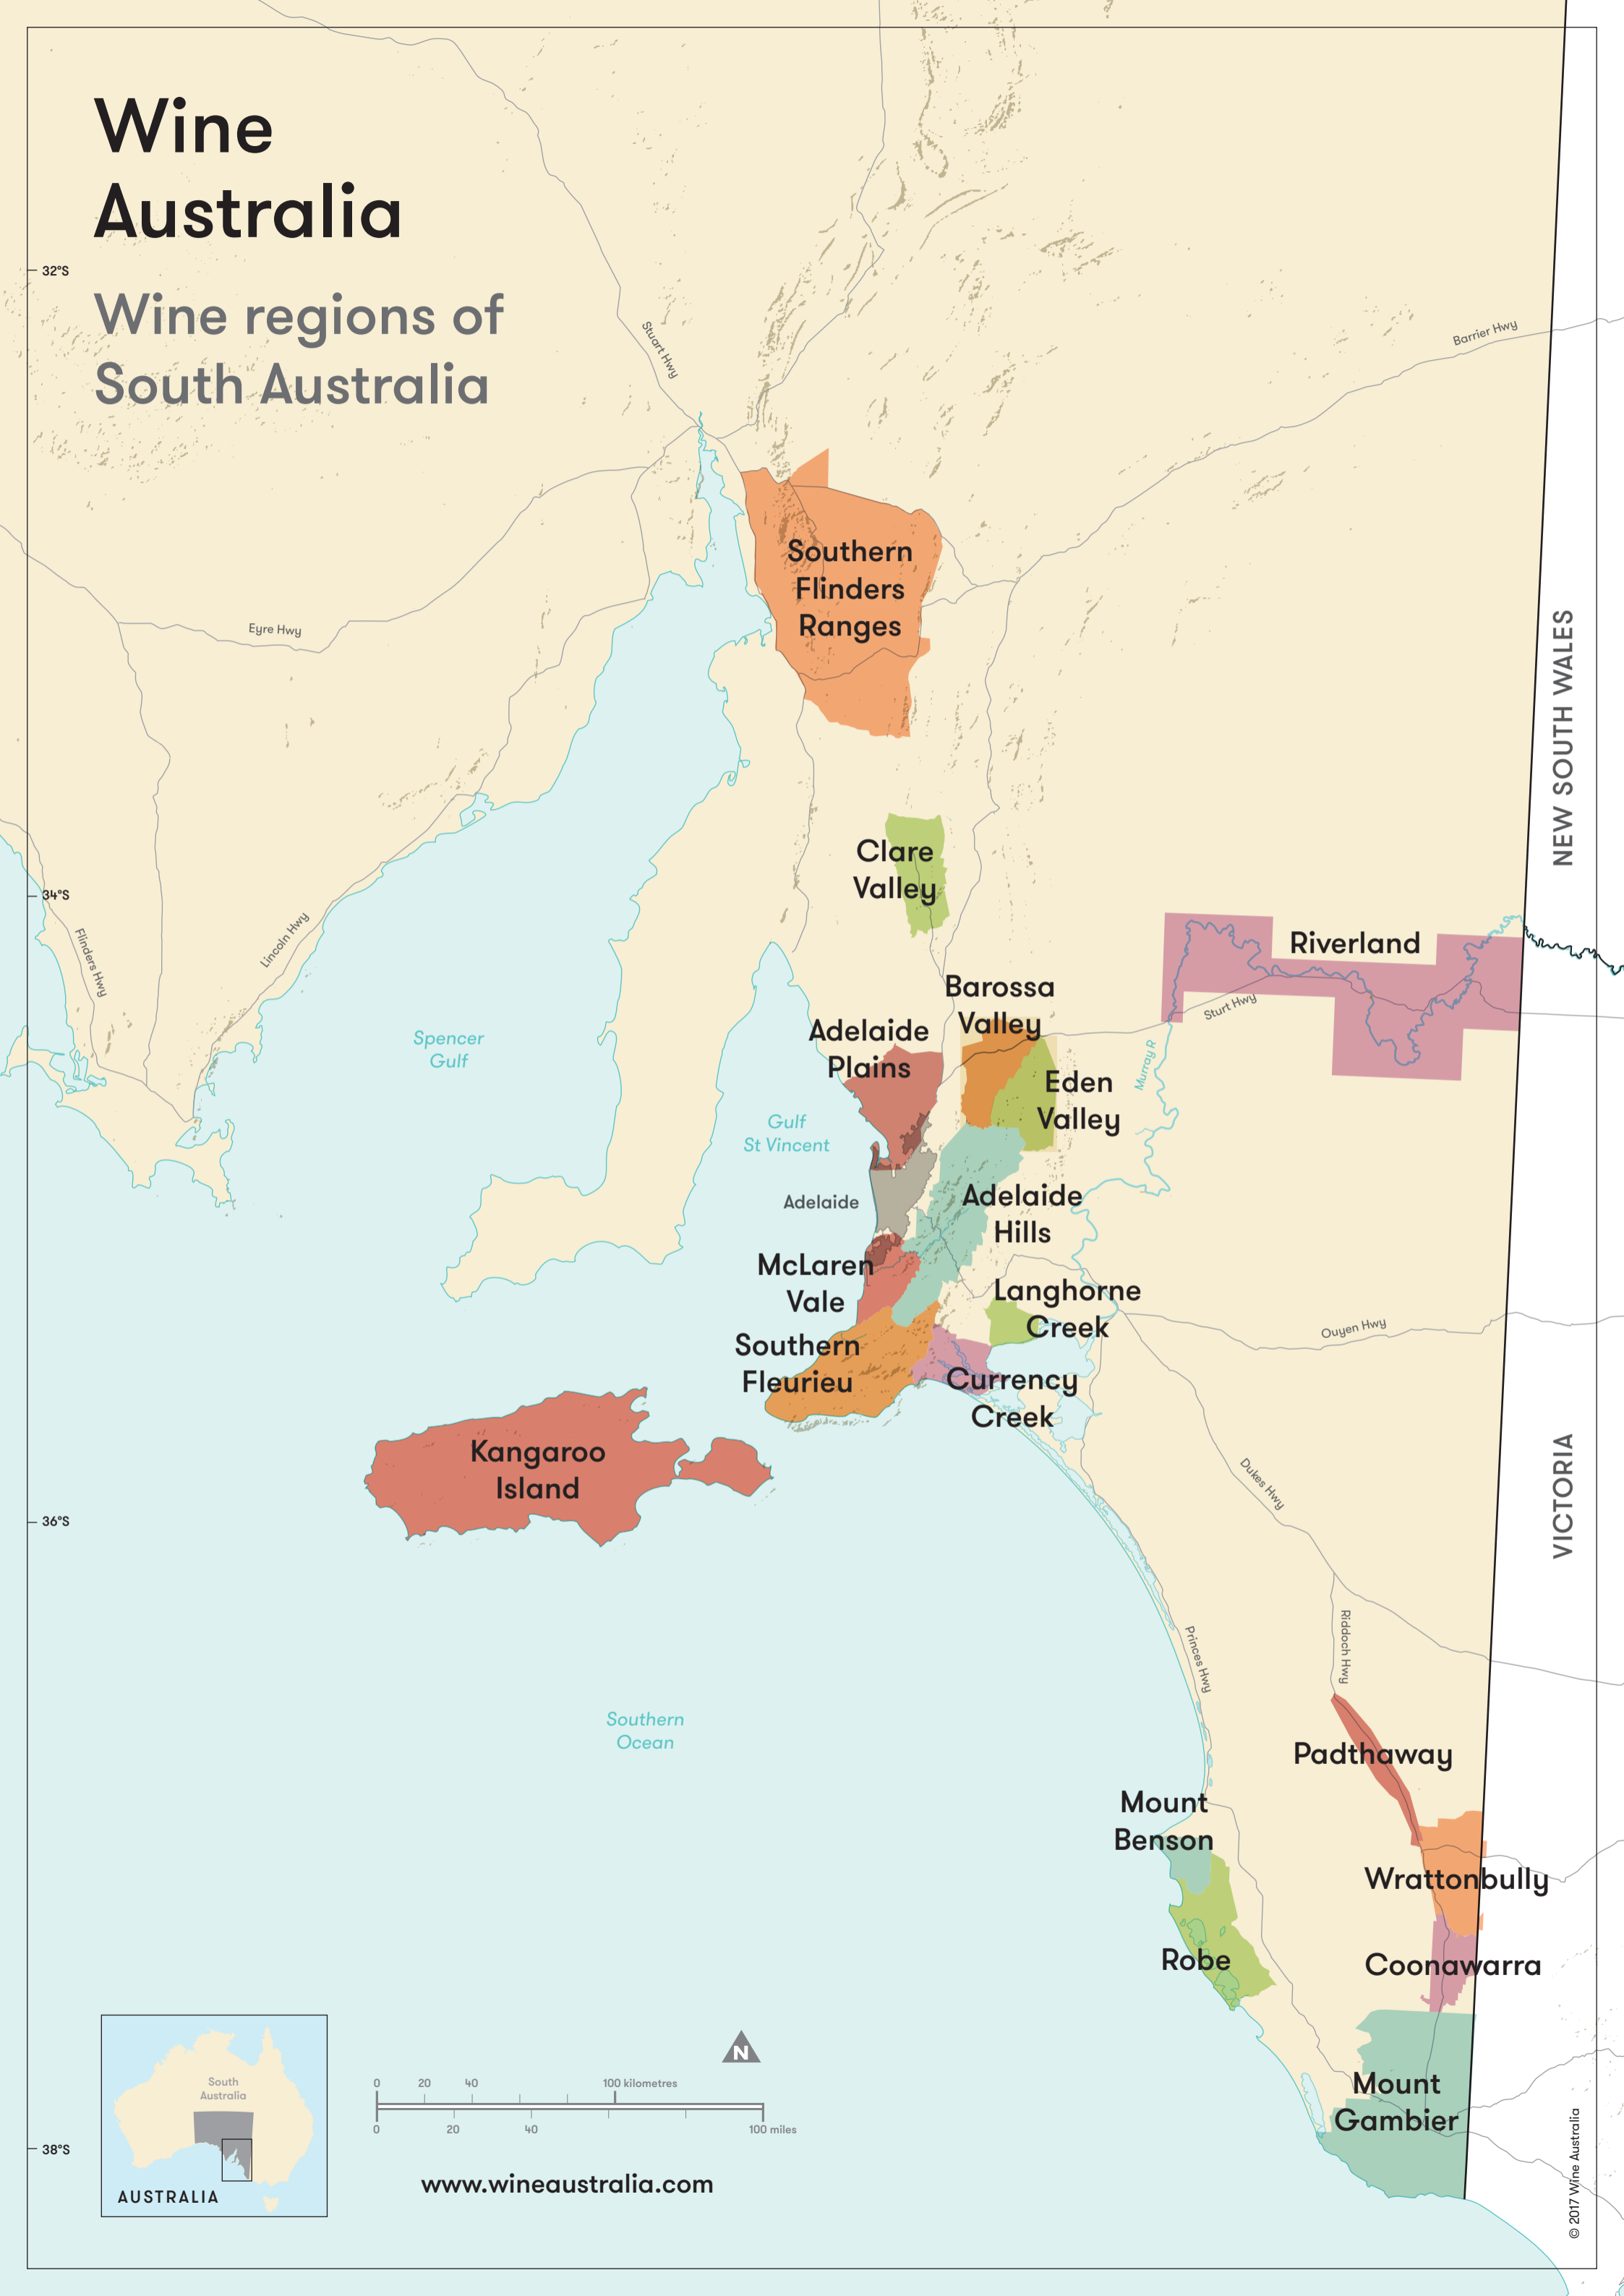 Wine
Australia
Wine regions of
South Australia
32°S
34°S
36°S
38°S
Stuart Hwy
Barrier Hwy
Southern
Flinders
Ranges
Eyre Hwy
NEW SOUTH WALES
Clare
Valley
Flinders Hwy
Lincoln Hwy
Riverland
Sturt Hwy
Barossa
Valley
Adelaide
Plains
Spencer
Gulf
Murray R
Eden
Valley
Gulf
St Vincent
Adelaide
Adelaide
Hills
McLaren
Vale
Langhorne
Creek
Ouyen Hwy
Southern
Fleurieu
Currency
Creek
Kangaroo
Island
Dukes Hwy
VICTORIA
Riddoch Hwy
Princes Hwy
Southern
Ocean
Padthaway
Mount
Benson
Wrattonbully
Robe
Coonawarra
Mount
Gambier
South
Australia
AUSTRALIA
N
0 20 40 100 kilometres
0 20 40 100 miles
www.wineaustralia.com
© 2017 Wine Australia